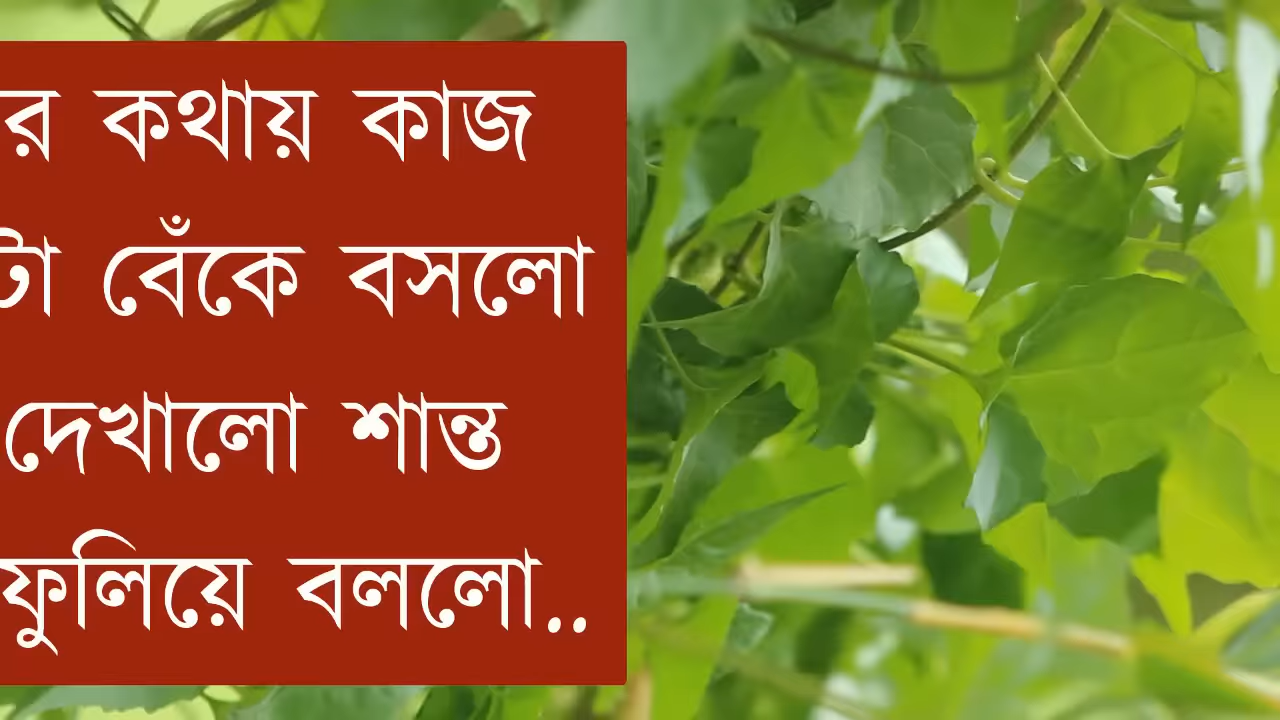 র কথায় কাজ
টা বেঁকে বসলো
দেখালো শান্ত
ফুলিয়ে বললো..